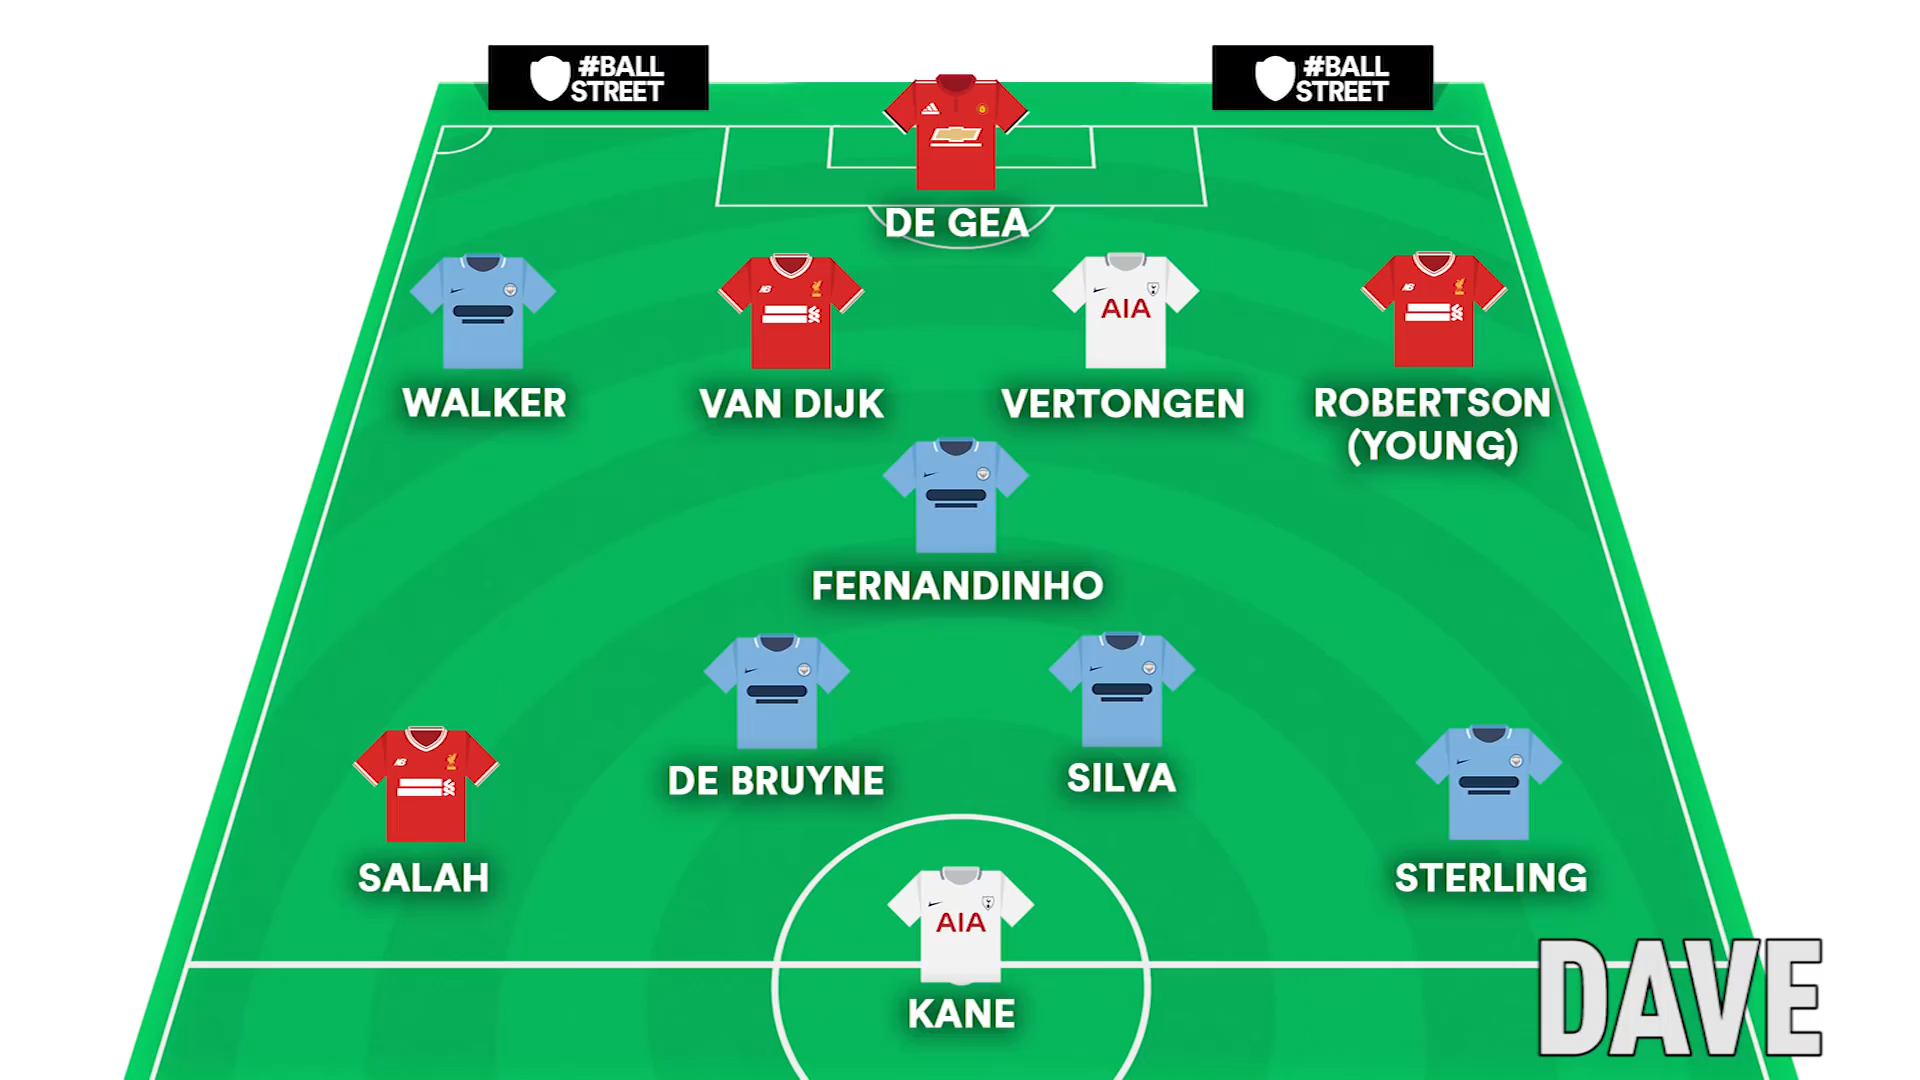 #BALL
STREET
#BALL
STREET
DE GEA
AIA
WALKER
VAN DIJK
VERTONGEN
ROBERTSON
(YOUNG)
FERNANDINHO
DE BRUYNE
SILVA
SALAH
STERLING
AIA
KANE
DAVE